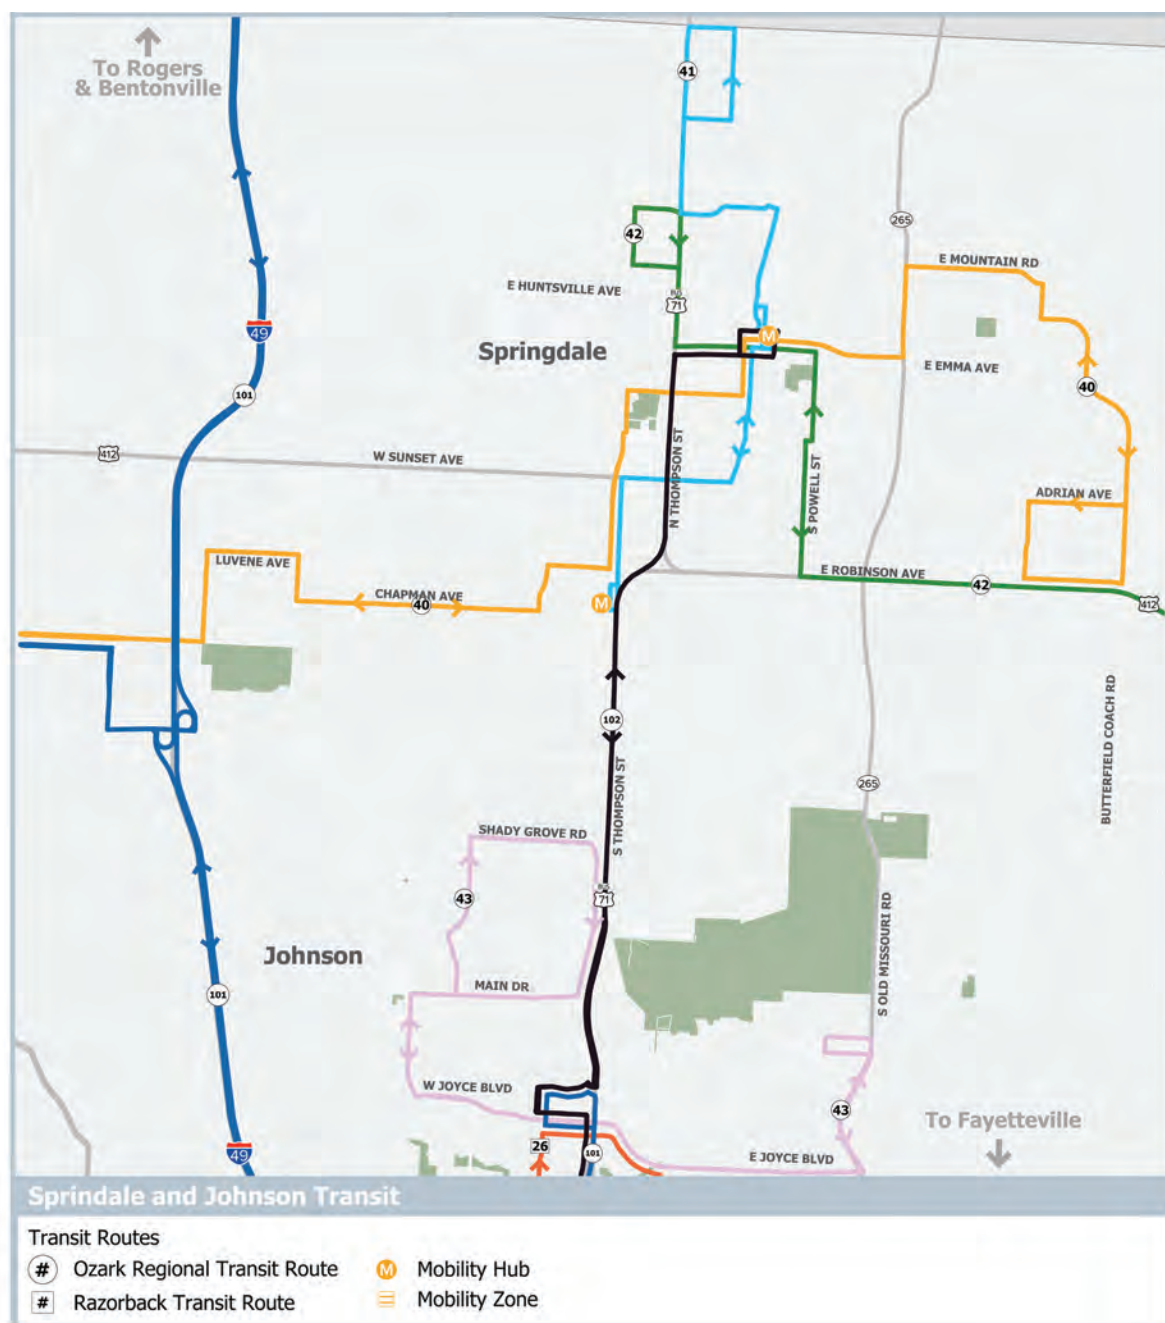 To Rogers
& Bentonville
41
265
42
E MOUNTAIN RD
E HUNTSVILLE AVE
BS
71
49
M
Springdale
E EMMA AVE
40
101
412
W SUNSET AVE
N THOMPSON ST
S POWELL ST
ADRIAN AVE
LUVENE AVE
E ROBINSON AVE
42
CHAPMAN AVE
40
M
412
102
BUTTERFIELD COACH RD
265
S THOMPSON ST
SHADY GROVE RD
43
71
Johnson
S OLD MISSOURI RD
MAIN DR
101
W JOYCE BLVD
43
To Fayetteville
26
101
E JOYCE BLVD
49
Sprindale and Johnson Transit
Transit Routes
# Ozark Regional Transit Route
M Mobility Hub
# Razorback Transit Route
Mobility Zone